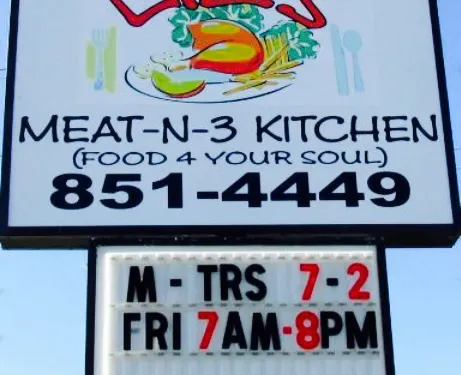 MEAT-N-3 KITCHEN
(FOOD 4 YOUR SOUL)
851-4449
M - TRS 7-2
FRI 7AM-8PM